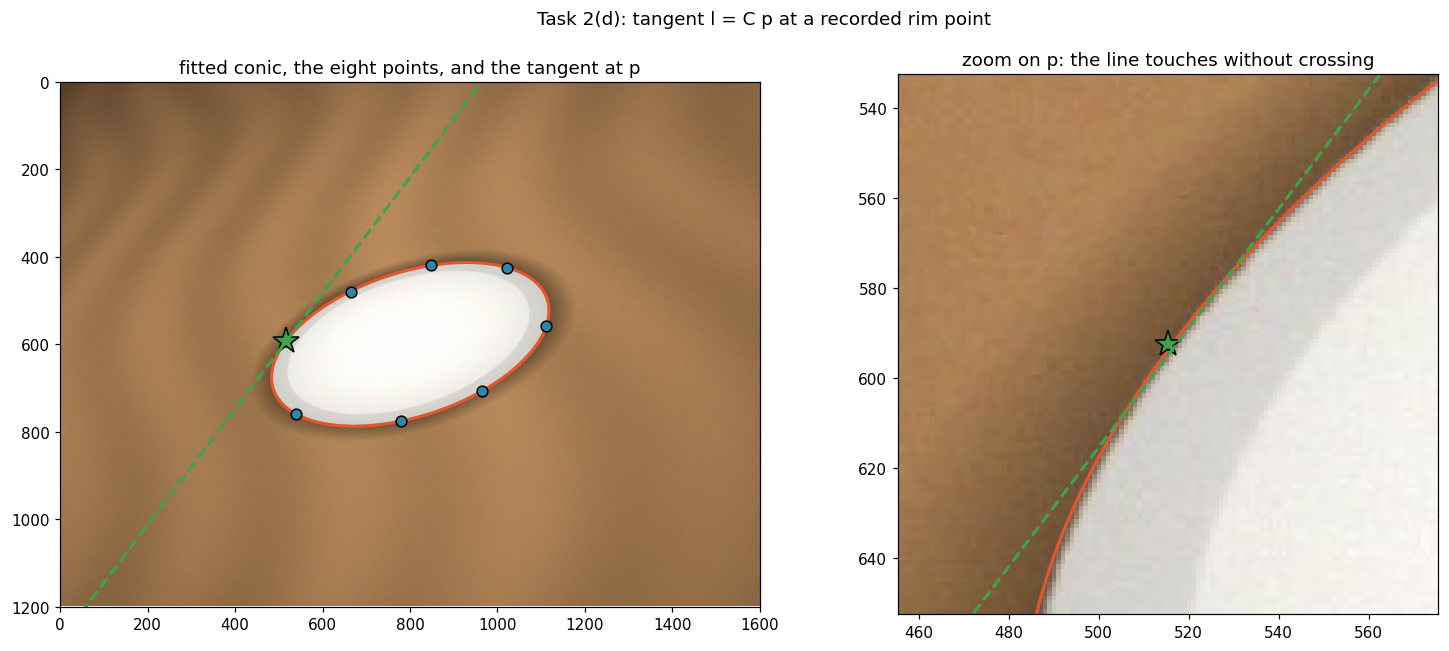 Task 2(d): tangent l = C p at a recorded rim point
fitted conic, the eight points, and the tangent at p
0
200
400
600
800
1000
1200
0 200 400 600 800 1000 1200 1400 1600
zoom on p: the line touches without crossing
540
560
580
600
620
640
460 480 500 520 540 560